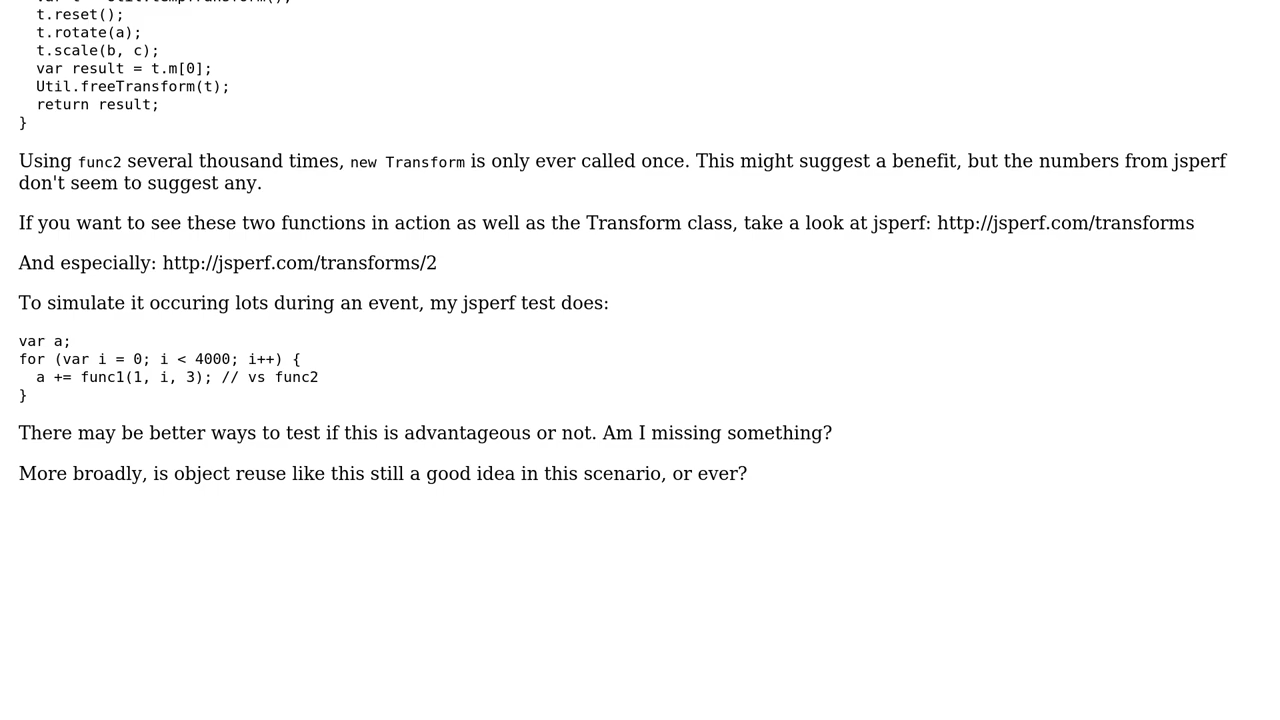 t.reset();
t.rotate(a);
t.scale(b, c);
var result = t.m[0];
Util.freeTransform(t);
return result;
}
Using func2 several thousand times, new Transform is only ever called once. This might suggest a benefit, but the numbers from jsperf
don't seem to suggest any.
If you want to see these two functions in action as well as the Transform class, take a look at jsperf: http://jsperf.com/transforms
And especially: http://jsperf.com/transforms/2
To simulate it occuring lots during an event, my jsperf test does:
var a;
for (var i = 0; i < 4000; i++) {
a += func1(1, i, 3); // vs func2
}
There may be better ways to test if this is advantageous or not. Am I missing something?
More broadly, is object reuse like this still a good idea in this scenario, or ever?